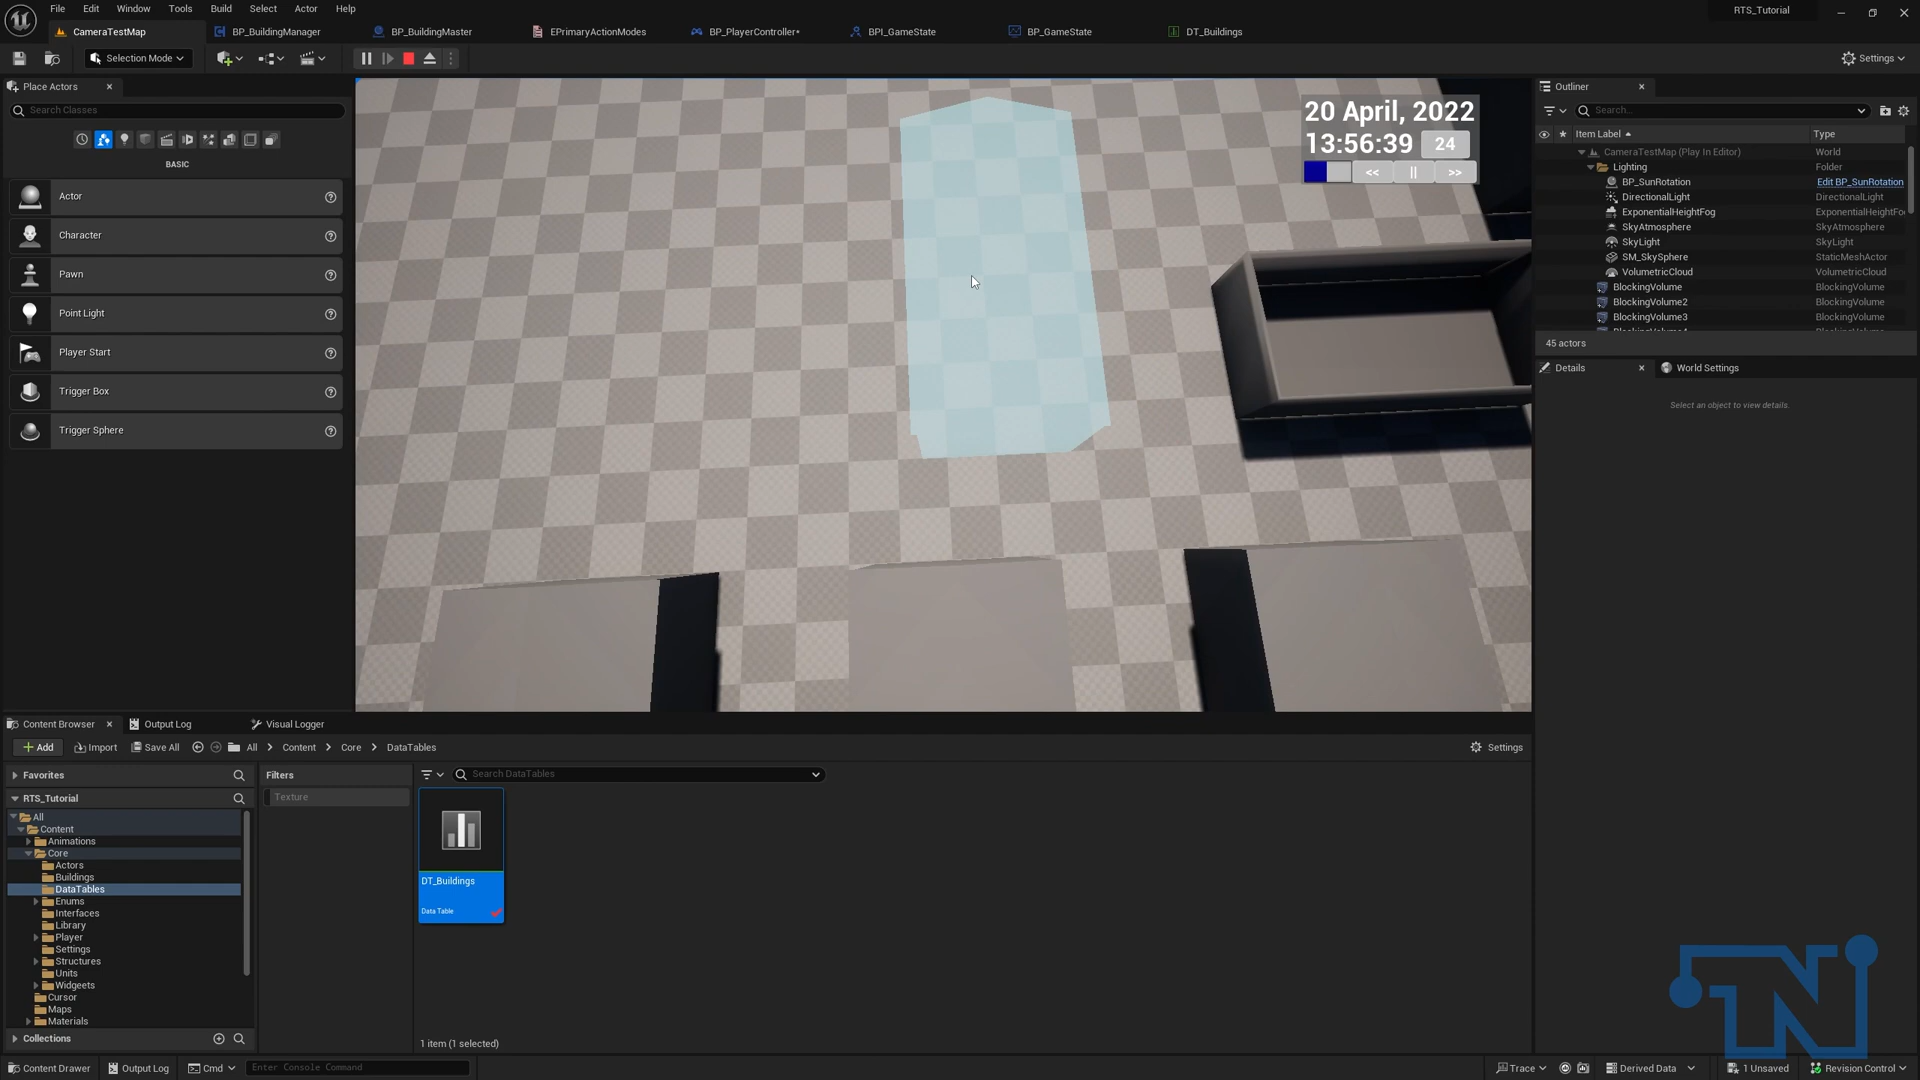 File Edit Window Tools Build Select Actor Help
RTS_Tutorial
CameraTestMap
BP_BuildingManager
BP_BuildingMaster
EPrimaryActionModes
BP_PlayerController*
BPI_GameState
BP_GameState
DT_Buildings
Selection Mode
Settings
Place Actors
Search Classes
BASIC
Actor
Character
Pawn
Point Light
Player Start
Trigger Box
Trigger Sphere
20 April, 2022
13:56:39 24
<< || >>
Outliner
Search...
Item Label Type
CameraTestMap (Play In Editor) World
Lighting Folder
BP_SunRotation Edit BP_SunRotation
DirectionalLight DirectionalLight
ExponentialHeightFog ExponentialHeightFo
SkyAtmosphere SkyAtmosphere
SkyLight SkyLight
SM_SkySphere StaticMeshActor
VolumetricCloud VolumetricCloud
BlockingVolume BlockingVolume
BlockingVolume2 BlockingVolume
BlockingVolume3 BlockingVolume
45 actors
Details
World Settings
Select an object to view details.
Content Browser
Output Log
Visual Logger
Add
Import
Save All
All > Content > Core > DataTables
Settings
Favorites
RTS_Tutorial
All
Content
Animations
Core
Actors
Buildings
DataTables
Enums
Interfaces
Library
Player
Settings
Structures
Units
Widgeets
Cursor
Maps
Materials
Collections
Filters
Texture
Search DataTables
DT_Buildings
Data Table
1 item (1 selected)
Content Drawer
Output Log
Cmd
Enter Console Command
Trace
Derived Data
1 Unsaved
Revision Control
TN